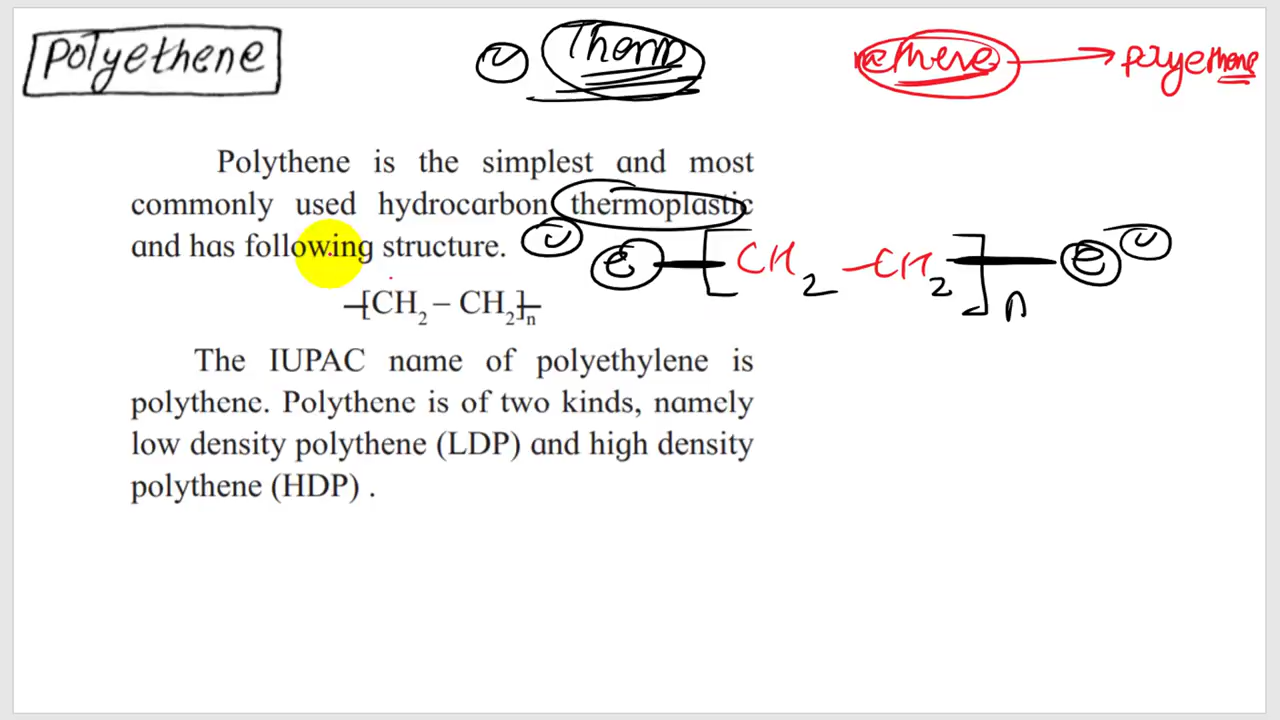 Polyethene
Therm
n ethene → polyethene
Polythene is the simplest and most
commonly used hydrocarbon thermoplastic
and has following structure.
e [CH2 – CH2]n e
–[CH2 – CH2]–n
The IUPAC name of polyethylene is
polythene. Polythene is of two kinds, namely
low density polythene (LDP) and high density
polythene (HDP) .